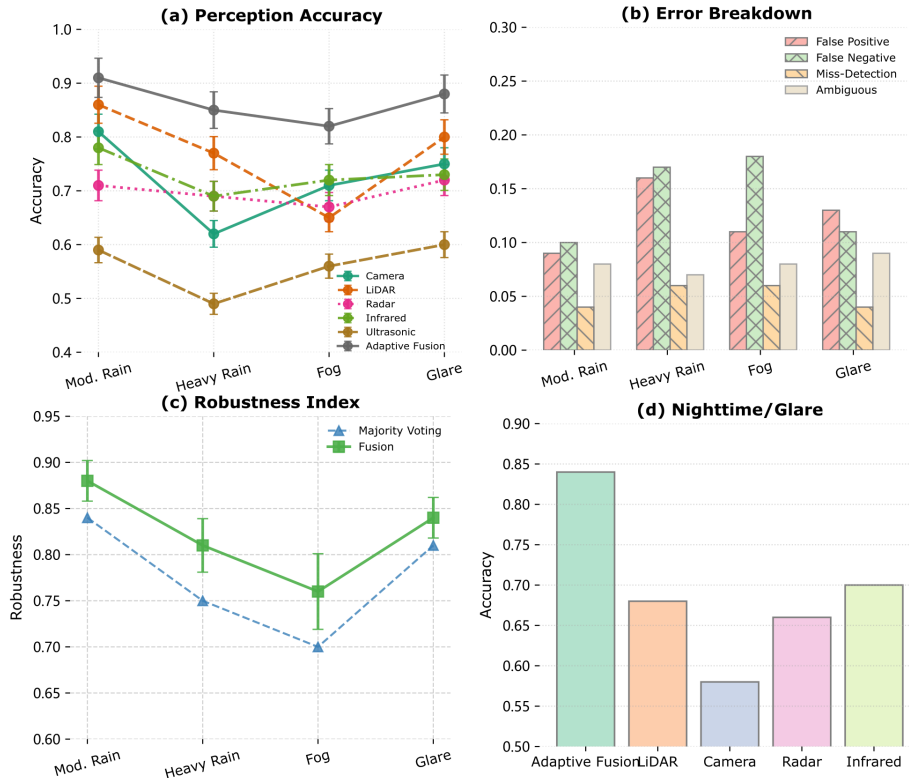 (a) Perception Accuracy
1.0
0.9
0.8
0.7
0.6
0.5
0.4
Accuracy
Camera
LiDAR
Radar
Infrared
Ultrasonic
Adaptive Fusion
Mod. Rain
Heavy Rain
Fog
Glare
(b) Error Breakdown
0.30
0.25
0.20
0.15
0.10
0.05
0.00
False Positive
False Negative
Miss-Detection
Ambiguous
Mod. Rain
Heavy Rain
Fog
Glare
(c) Robustness Index
0.95
0.90
0.85
0.80
0.75
0.70
0.65
0.60
Robustness
Majority Voting
Fusion
Mod. Rain
Heavy Rain
Fog
Glare
(d) Nighttime/Glare
0.90
0.85
0.80
0.75
0.70
0.65
0.60
0.55
0.50
Accuracy
Adaptive Fusion
LiDAR
Camera
Radar
Infrared